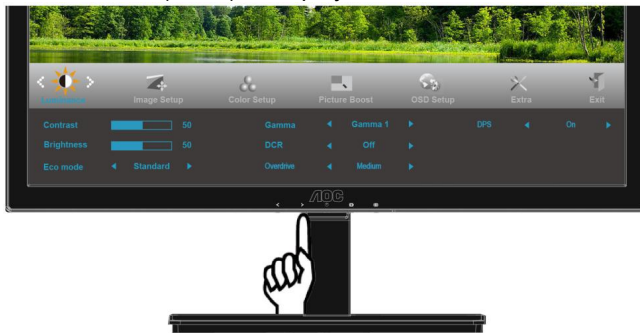 Luminance Image Setup Color Setup Picture Boost OSD Setup Extra Exit
Contrast 50 Gamma Gamma 1 DPS On
Brightness 50 DCR Off
Eco mode Standard Overdrive Medium
AOC